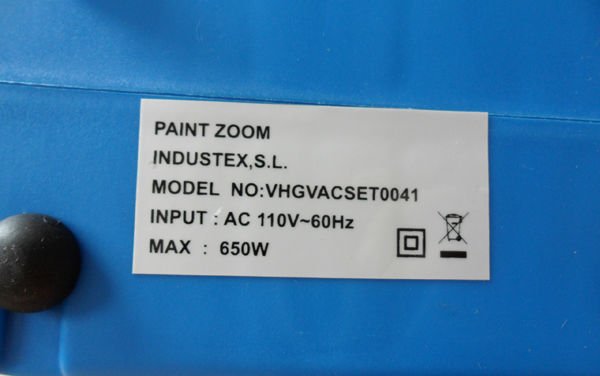 PAINT ZOOM
INDUSTEX,S.L.
MODEL NO:VHGVACSET0041
INPUT : AC 110V~60Hz
MAX : 650W